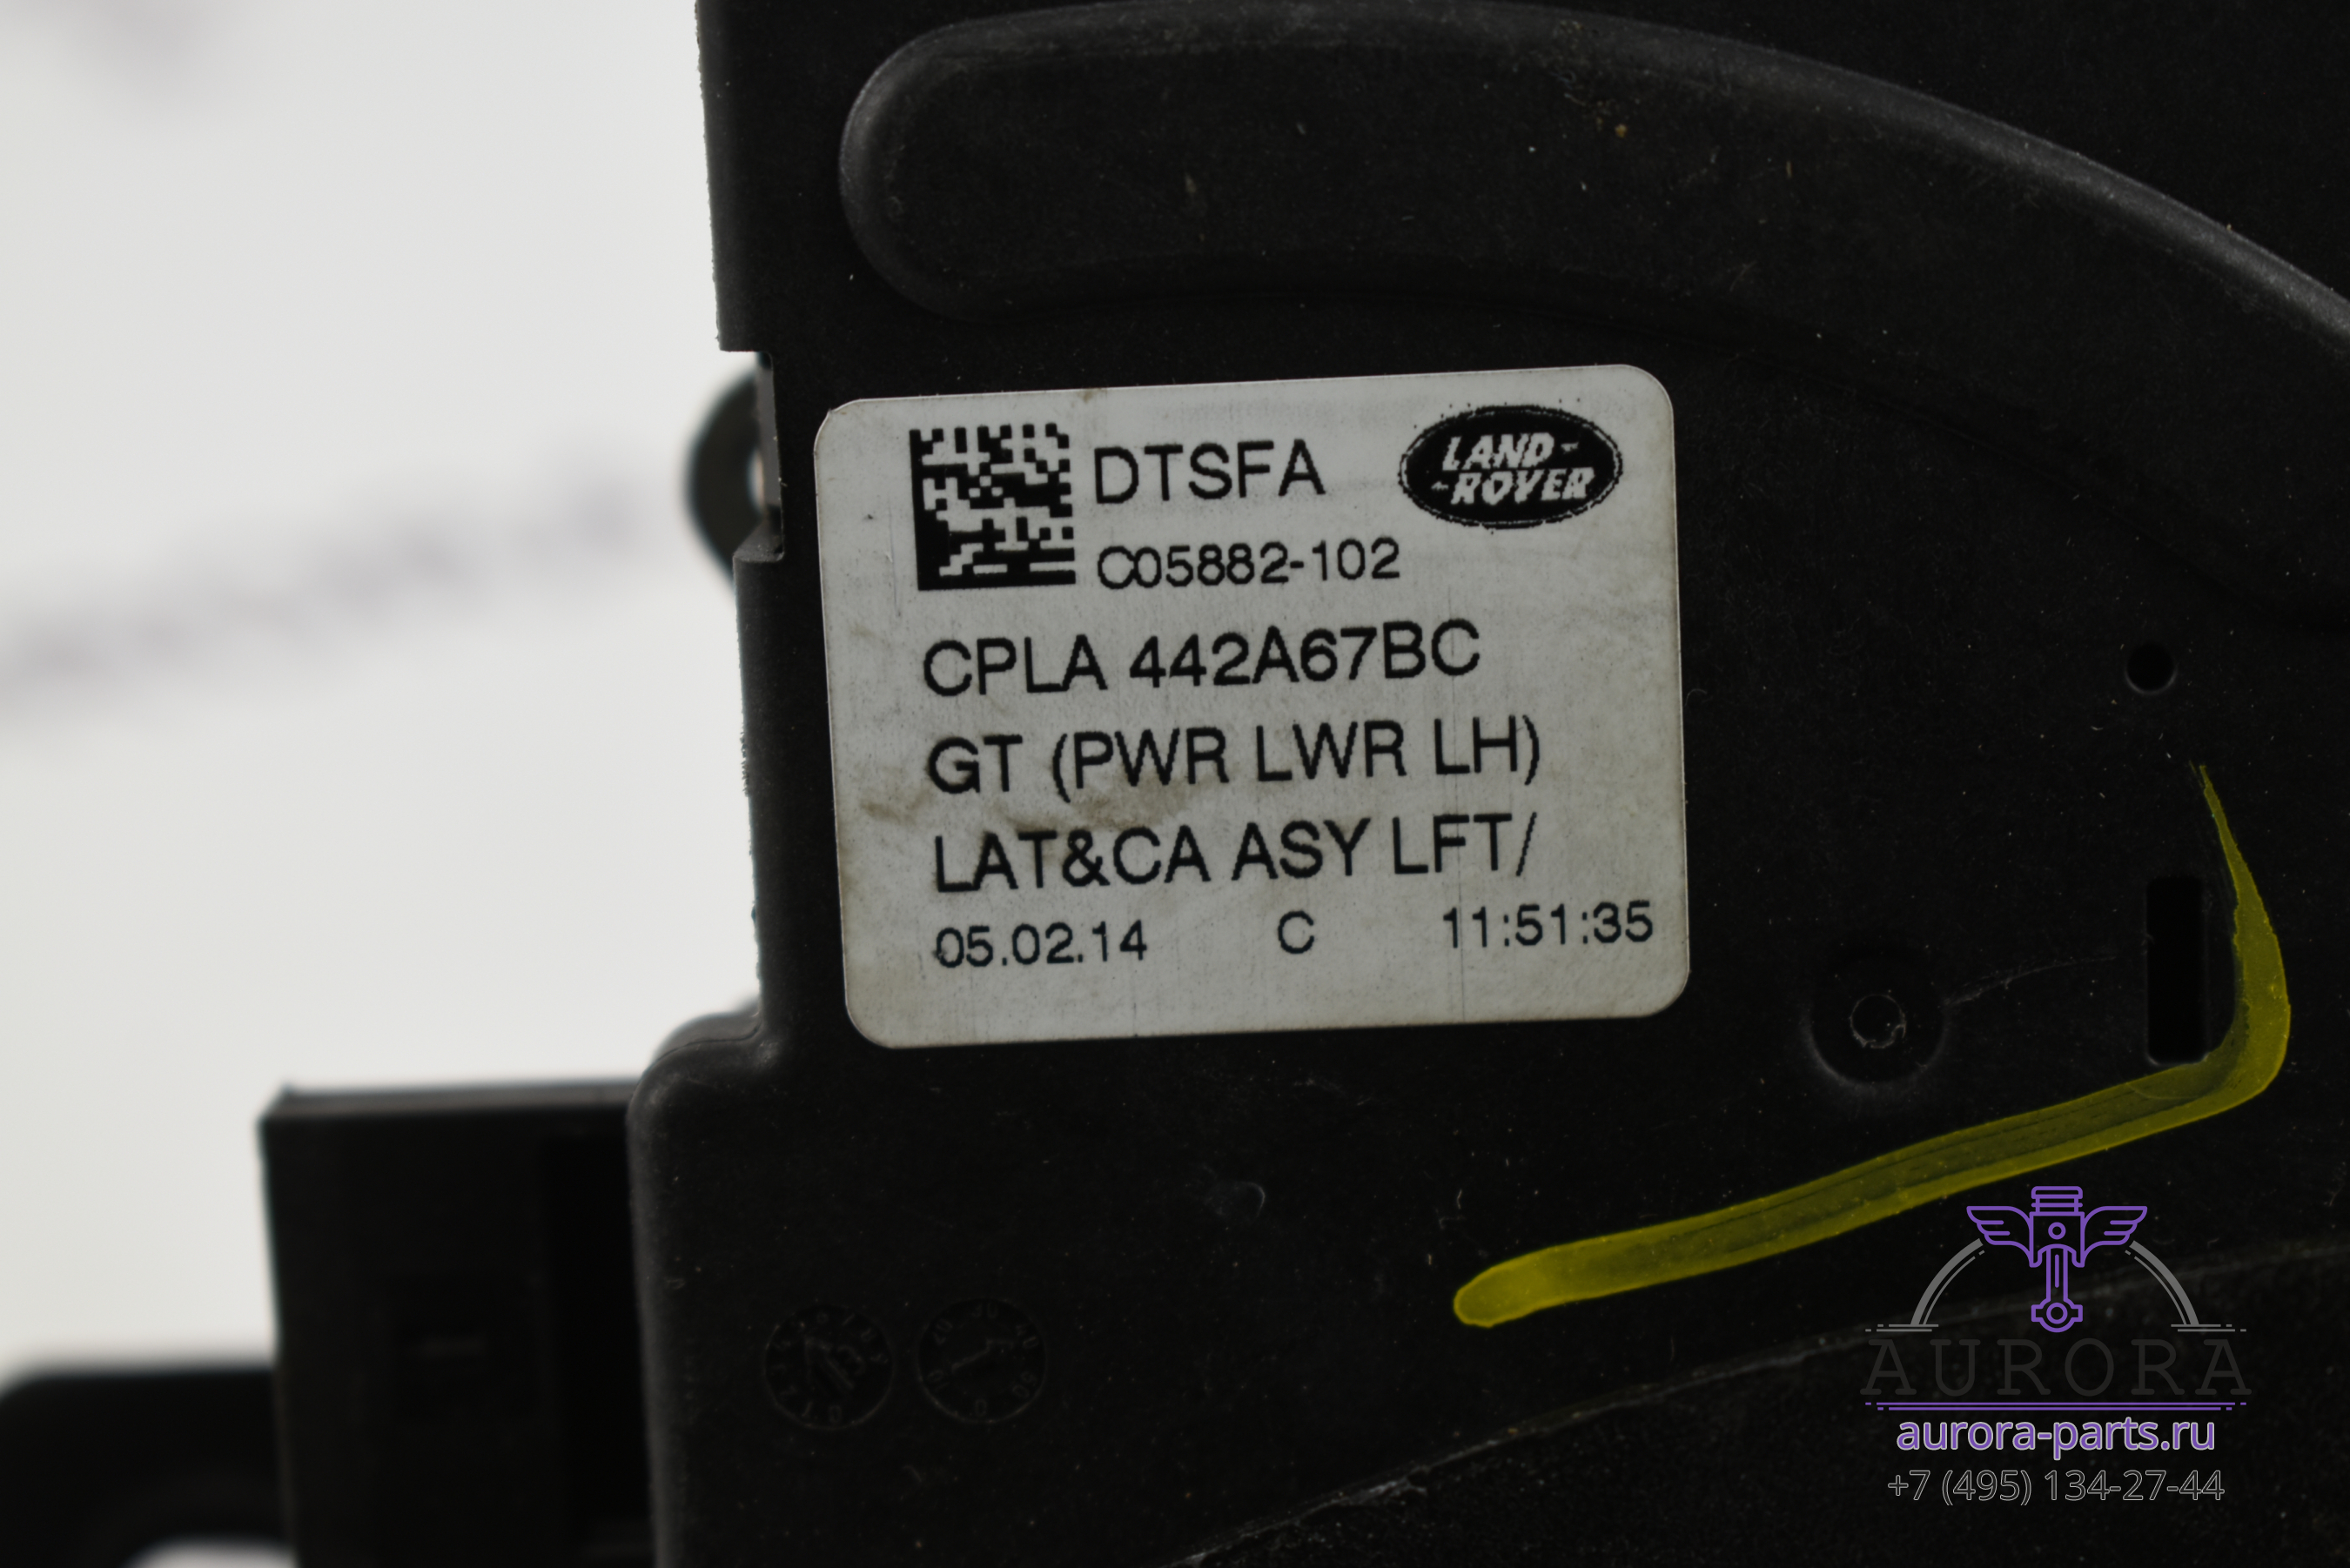 DTSFA
LAND-
-ROVER
C05882-102
CPLA 442A67BC
GT (PWR LWR LH)
LAT&CA ASY LFT/
05.02.14 C 11:51:35
AURORA
aurora-parts.ru
+7 (495) 134-27-44